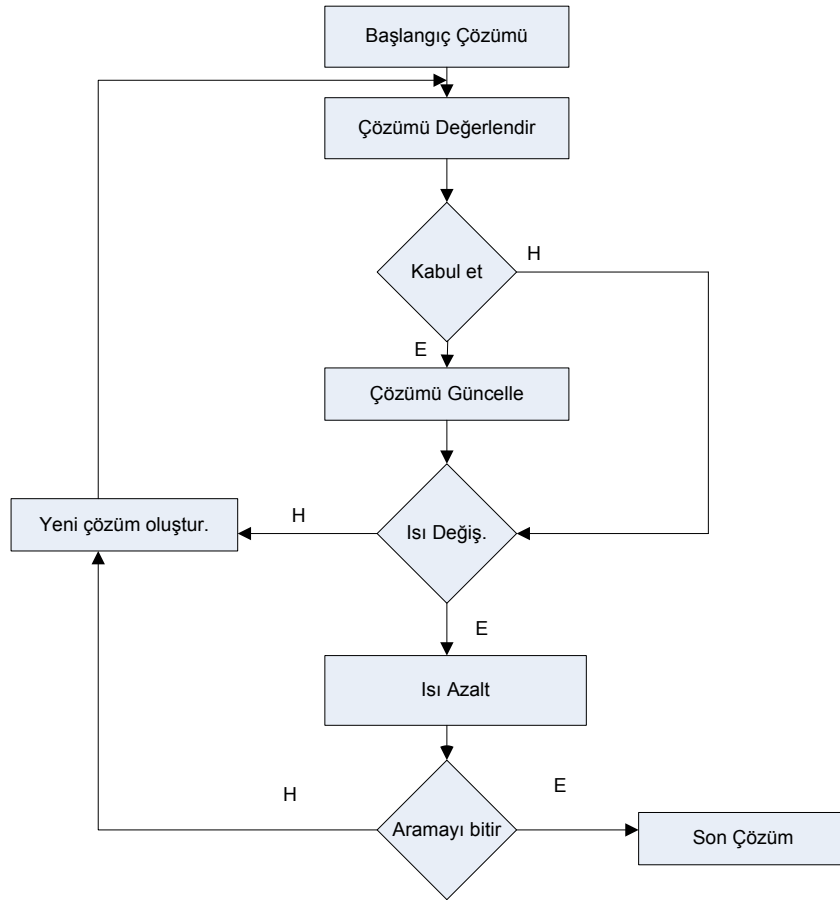 Başlangıç Çözümü
Çözümü Değerlendir
Kabul et
H
E
Çözümü Güncelle
Yeni çözüm oluştur.
H
Isı Değiş.
E
Isı Azalt
H
Aramayı bitir
E
Son Çözüm